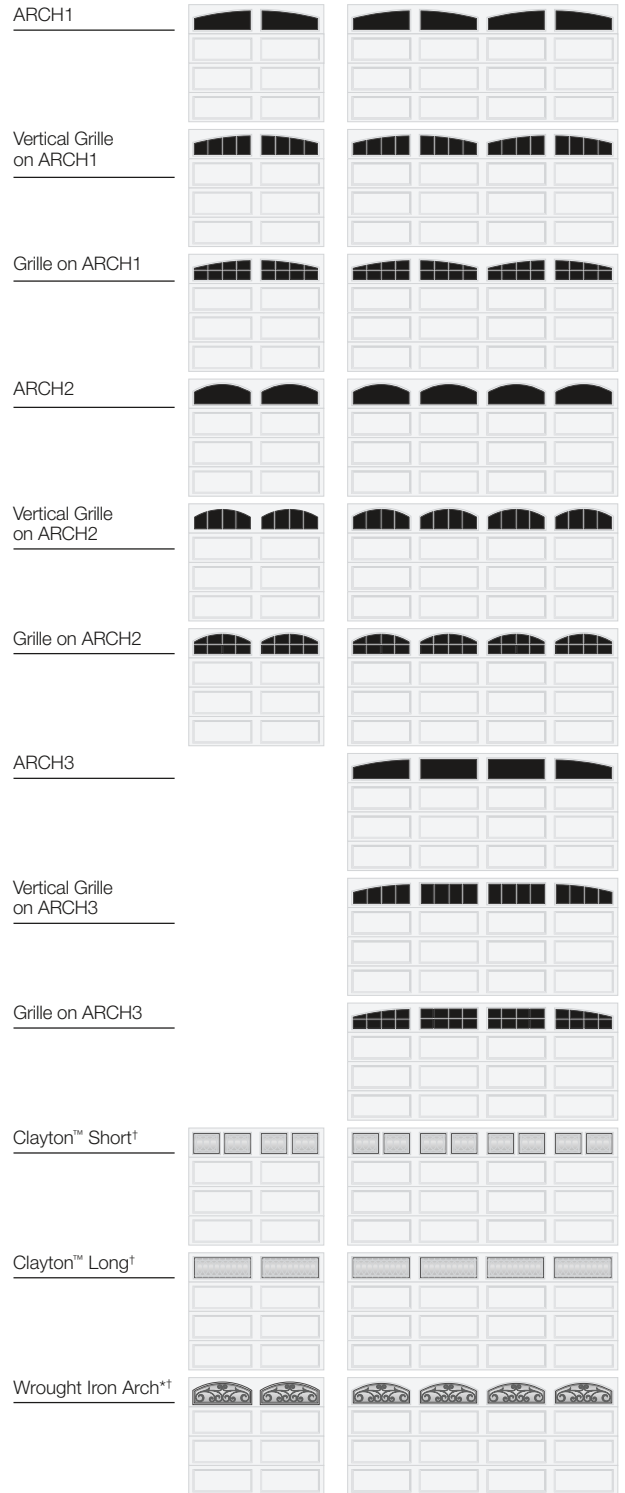 ARCH1
Vertical Grille
on ARCH1
Grille on ARCH1
ARCH2
Vertical Grille
on ARCH2
Grille on ARCH2
ARCH3
Vertical Grille
on ARCH3
Grille on ARCH3
Clayton™ Short†
Clayton™ Long†
Wrought Iron Arch*†